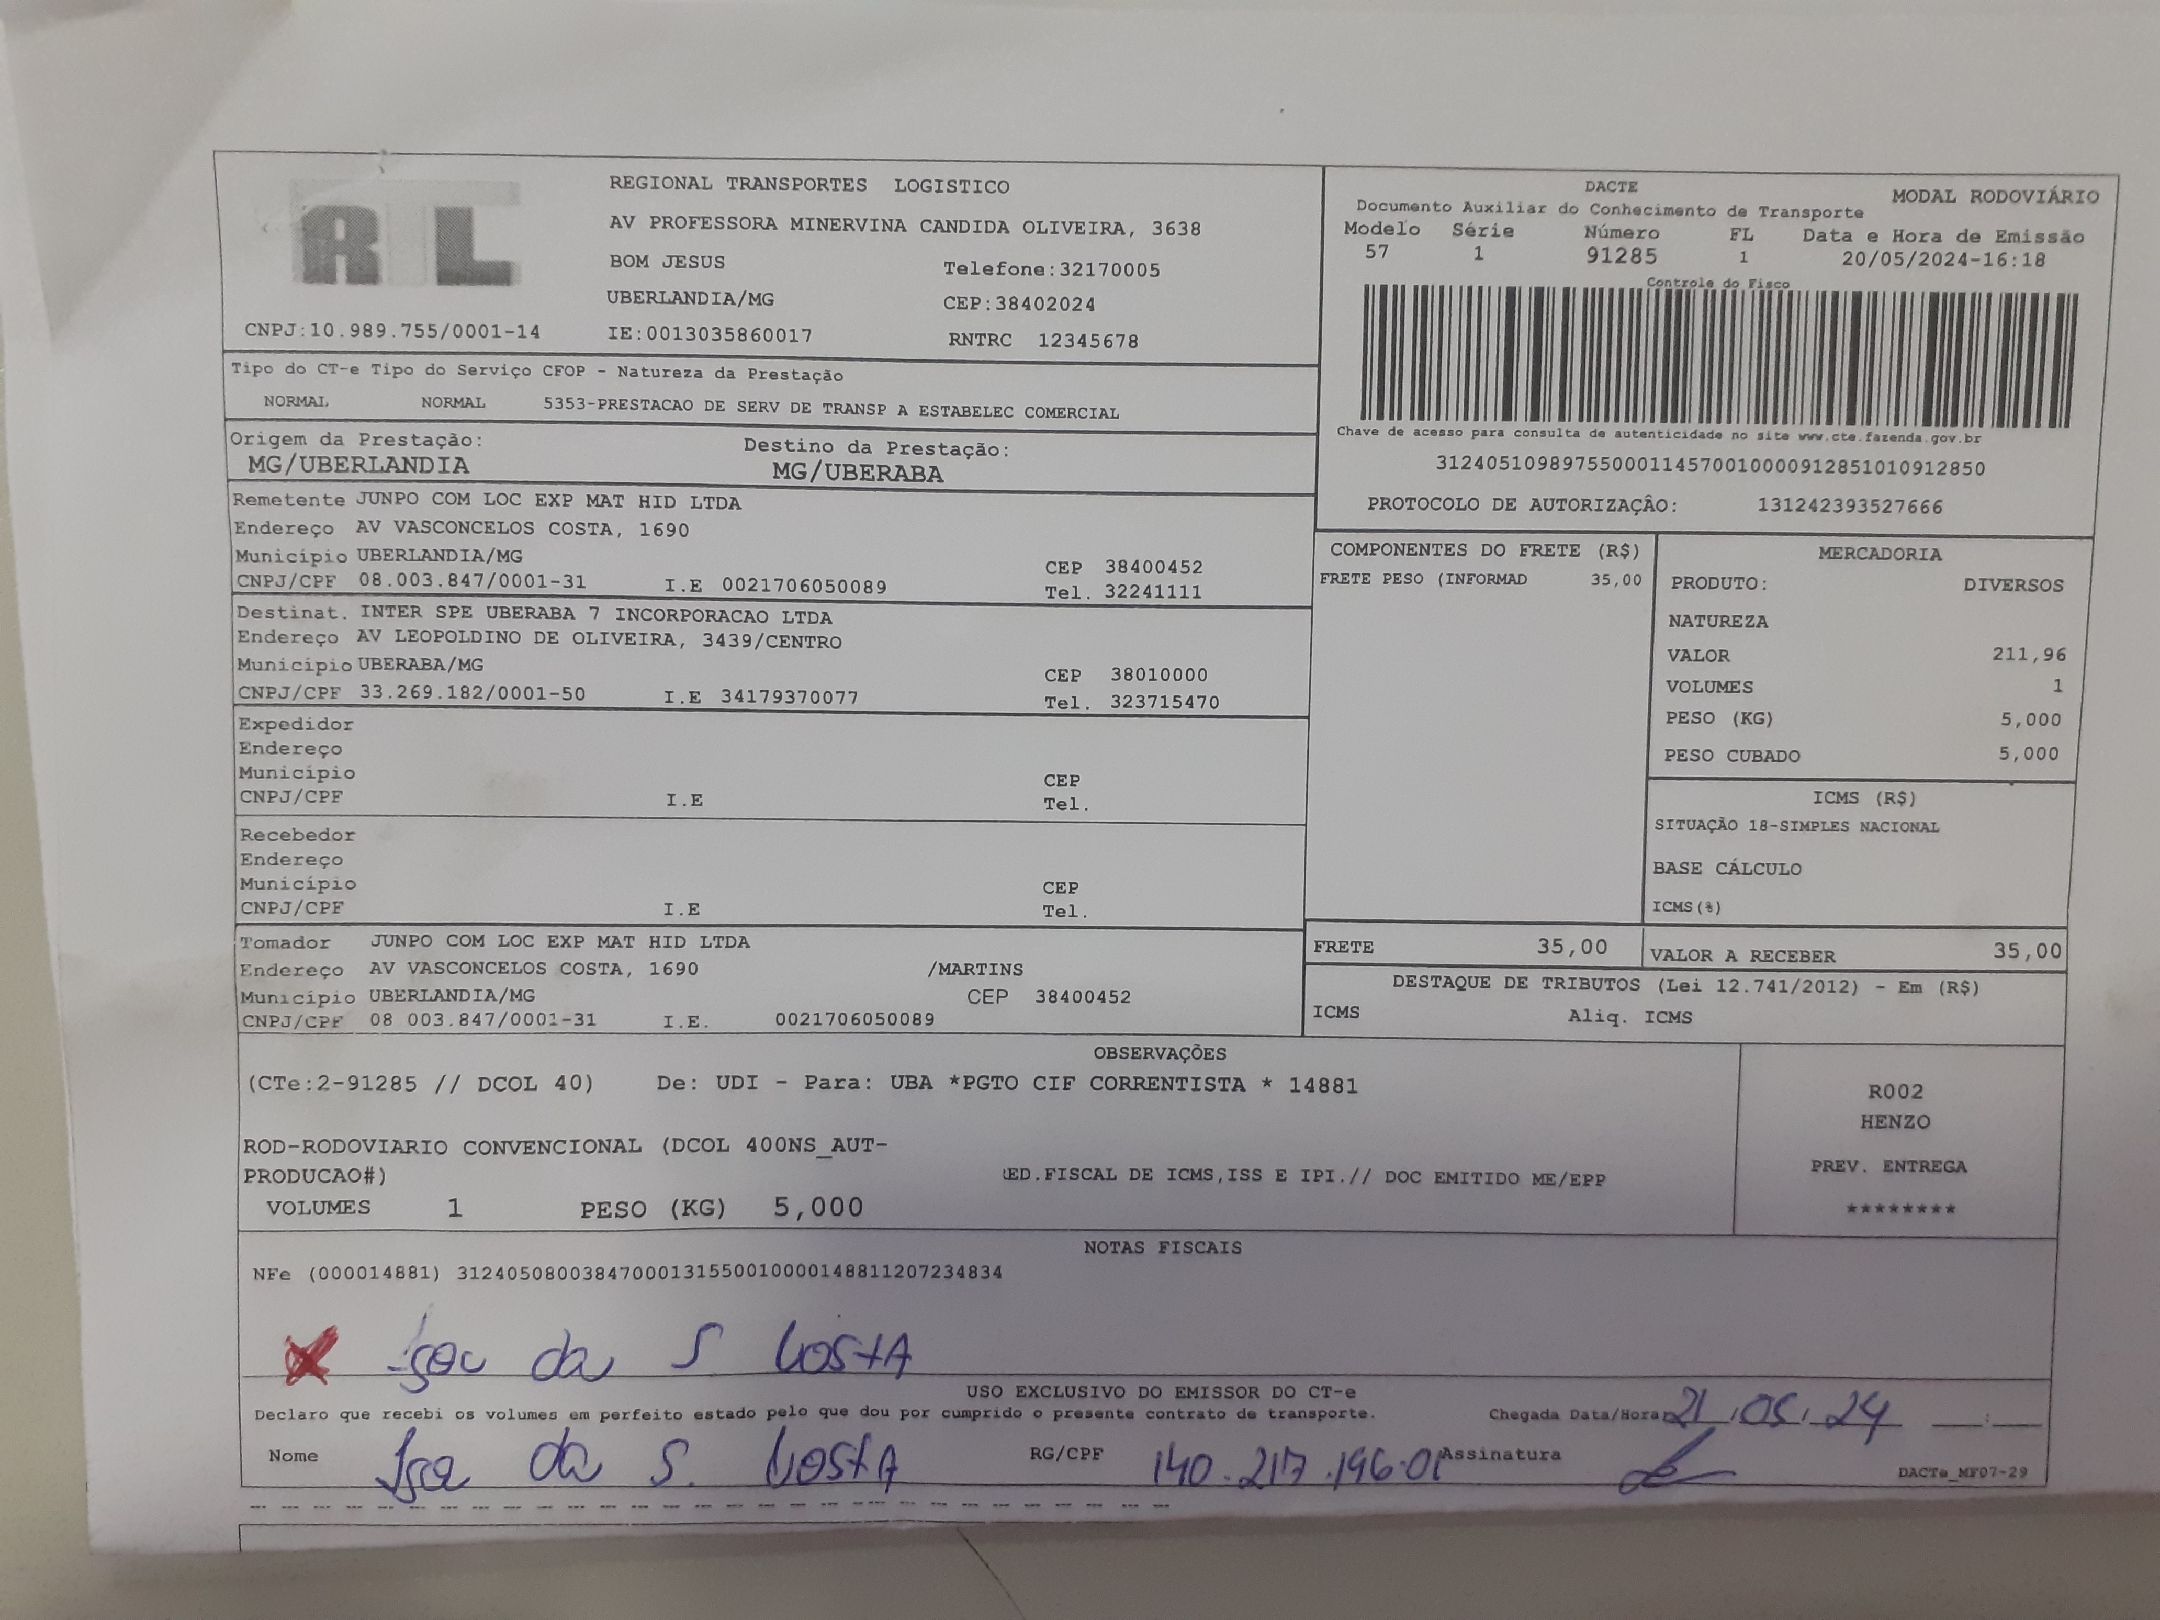 RTL
REGIONAL TRANSPORTES LOGISTICO
AV PROFESSORA MINERVINA CANDIDA OLIVEIRA, 3638
BOM JESUS Telefone:32170005
UBERLANDIA/MG CEP:38402024
CNPJ:10.989.755/0001-14 IE:0013035860017 RNTRC 12345678
DACTE MODAL RODOVIÁRIO
Documento Auxiliar do Conhecimento de Transporte
Modelo Série Número FL Data e Hora de Emissão
57 1 91285 1 20/05/2024-16:18
Controle do Fisco
Chave de acesso para consulta de autenticidade no site www.cte.fazenda.gov.br
31240510989755000114570010000912851010912850
PROTOCOLO DE AUTORIZAÇÂO: 131242393527666
Tipo do CT-e Tipo do Serviço CFOP - Natureza da Prestação
NORMAL NORMAL 5353-PRESTACAO DE SERV DE TRANSP A ESTABELEC COMERCIAL
Origem da Prestação: Destino da Prestação:
MG/UBERLANDIA MG/UBERABA
Remetente JUNPO COM LOC EXP MAT HID LTDA
Endereço AV VASCONCELOS COSTA, 1690
Município UBERLANDIA/MG CEP 38400452
CNPJ/CPF 08.003.847/0001-31 I.E 0021706050089 Tel. 32241111
Destinat. INTER SPE UBERABA 7 INCORPORACAO LTDA
Endereço AV LEOPOLDINO DE OLIVEIRA, 3439/CENTRO
Município UBERABA/MG CEP 38010000
CNPJ/CPF 33.269.182/0001-50 I.E 34179370077 Tel. 323715470
Expedidor
Endereço
Município CEP
CNPJ/CPF I.E Tel.
Recebedor
Endereço
Município CEP
CNPJ/CPF I.E Tel.
Tomador JUNPO COM LOC EXP MAT HID LTDA
Endereço AV VASCONCELOS COSTA, 1690 /MARTINS
Município UBERLANDIA/MG CEP 38400452
CNPJ/CPF 08 003.847/0001-31 I.E. 0021706050089
COMPONENTES DO FRETE (R$)
FRETE PESO (INFORMAD 35,00
MERCADORIA
PRODUTO: DIVERSOS
NATUREZA
VALOR 211,96
VOLUMES 1
PESO (KG) 5,000
PESO CUBADO 5,000
ICMS (R$)
SITUAÇÃO 18-SIMPLES NACIONAL
BASE CÁLCULO
ICMS(%)
FRETE 35,00 VALOR A RECEBER 35,00
DESTAQUE DE TRIBUTOS (Lei 12.741/2012) - Em (R$)
ICMS Aliq. ICMS
OBSERVAÇÕES
(CTe:2-91285 // DCOL 40) De: UDI - Para: UBA *PGTO CIF CORRENTISTA * 14881
ROD-RODOVIARIO CONVENCIONAL (DCOL 400NS_AUT-
PRODUCAO#) ED.FISCAL DE ICMS,ISS E IPI.// DOC EMITIDO ME/EPP
VOLUMES 1 PESO (KG) 5,000
R002
HENZO
PREV. ENTREGA
********
NOTAS FISCAIS
NFe (000014881) 31240508003847000131550010000148811207234834
da S Costa
USO EXCLUSIVO DO EMISSOR DO CT-e
Declaro que recebi os volumes em perfeito estado pelo que dou por cumprido o presente contrato de transporte. Chegada Data/Hora 21/05/24 :
Nome da S. Costa RG/CPF 140.217.196-01 Assinatura
DACTe_MF07-29